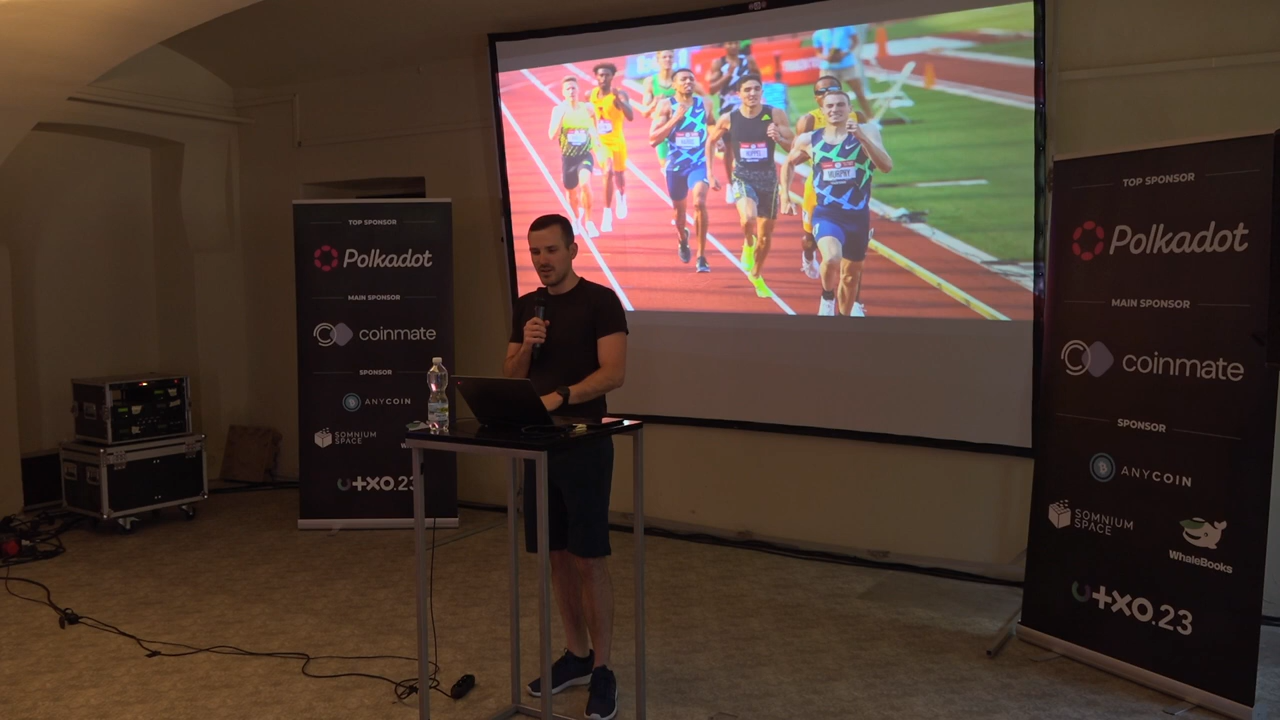 TOP SPONSOR
Polkadot
MAIN SPONSOR
coinmate
SPONSOR
ANYCOIN
SOMNIUM
SPACE
W
U+XO.23
MURPHY
TOP SPONSOR
Polkadot
MAIN SPONSOR
coinmate
SPONSOR
ANYCOIN
SOMNIUM
SPACE
WhaleBooks
U+XO.23